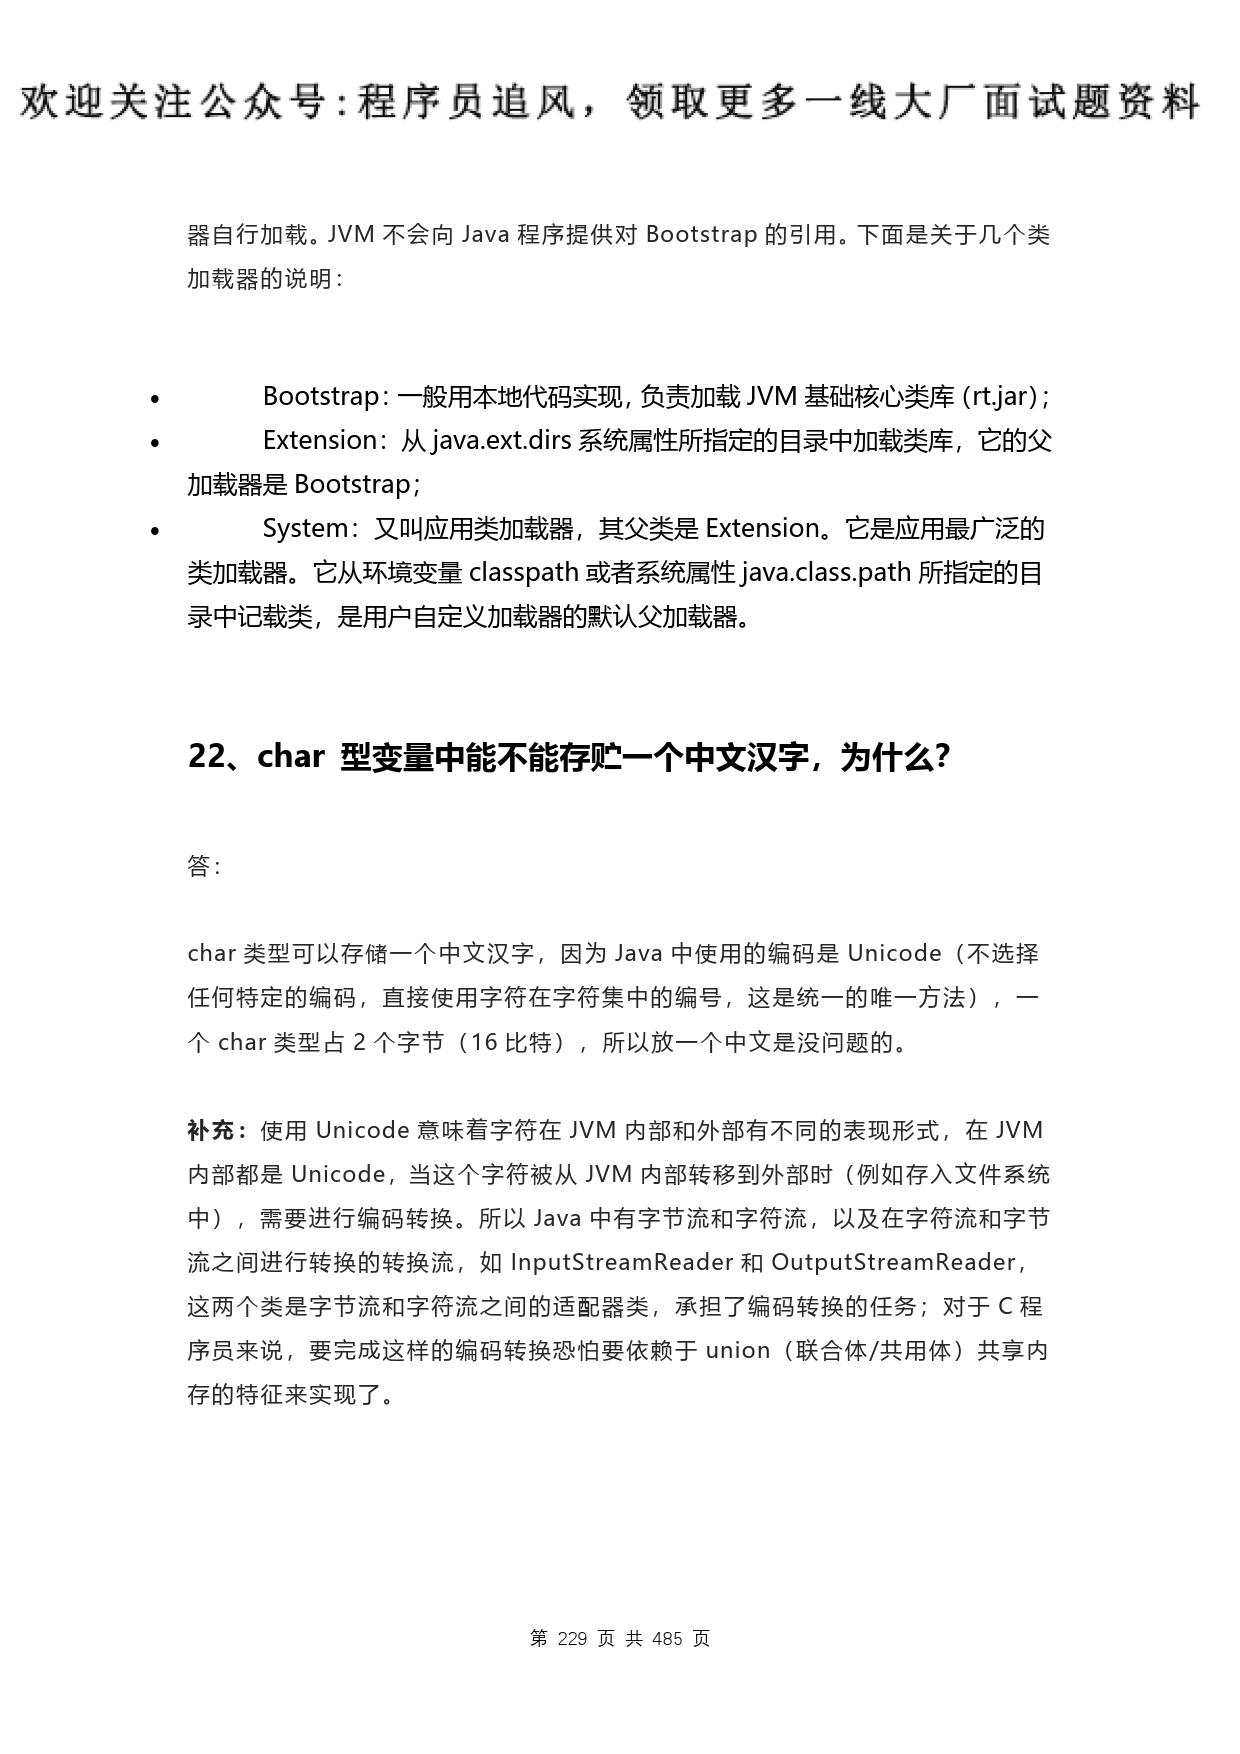 欢迎关注公众号:程序员追风，领取更多一线大厂面试题资料
器自行加载。JVM 不会向 Java 程序提供对 Bootstrap 的引用。下面是关于几个类
加载器的说明：
• Bootstrap：一般用本地代码实现，负责加载 JVM 基础核心类库（rt.jar）；
• Extension：从 java.ext.dirs 系统属性所指定的目录中加载类库，它的父
加载器是 Bootstrap；
• System：又叫应用类加载器，其父类是 Extension。它是应用最广泛的
类加载器。它从环境变量 classpath 或者系统属性 java.class.path 所指定的目
录中记载类，是用户自定义加载器的默认父加载器。
22、char 型变量中能不能存贮一个中文汉字，为什么？
答：
char 类型可以存储一个中文汉字，因为 Java 中使用的编码是 Unicode（不选择
任何特定的编码，直接使用字符在字符集中的编号，这是统一的唯一方法），一
个 char 类型占 2 个字节（16 比特），所以放一个中文是没问题的。
补充：使用 Unicode 意味着字符在 JVM 内部和外部有不同的表现形式，在 JVM
内部都是 Unicode，当这个字符被从 JVM 内部转移到外部时（例如存入文件系统
中），需要进行编码转换。所以 Java 中有字节流和字符流，以及在字符流和字节
流之间进行转换的转换流，如 InputStreamReader 和 OutputStreamReader，
这两个类是字节流和字符流之间的适配器类，承担了编码转换的任务；对于 C 程
序员来说，要完成这样的编码转换恐怕要依赖于 union（联合体/共用体）共享内
存的特征来实现了。
第 229 页 共 485 页